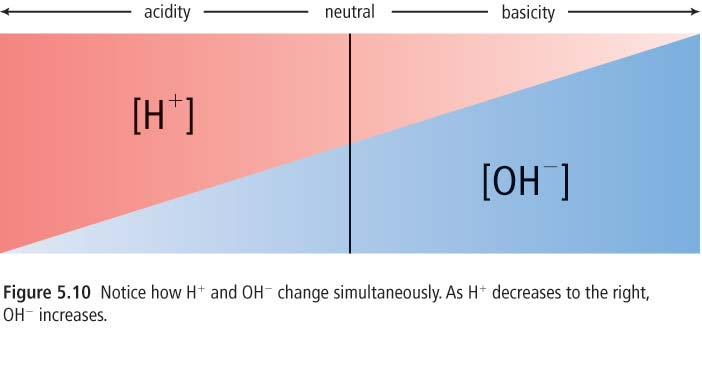 acidity neutral basicity
[H⁺]
[OH⁻]
Figure 5.10 Notice how H⁺ and OH⁻ change simultaneously. As H⁺ decreases to the right,
OH⁻ increases.